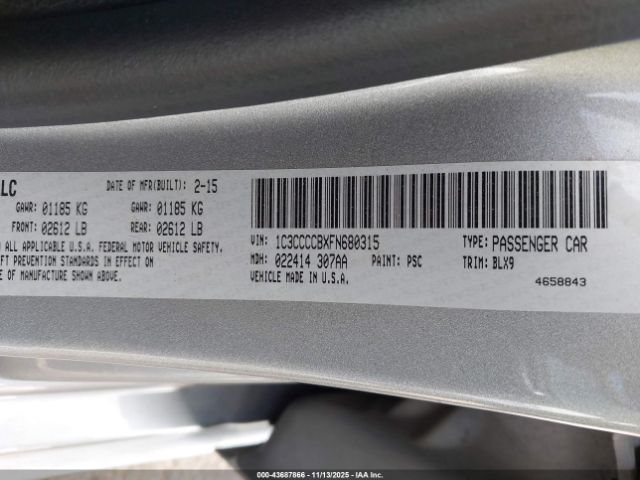 LC DATE OF MFR(BUILT): 2-15
GAWR: 01185 KG GAWR: 01185 KG
FRONT: 02612 LB REAR: 02612 LB
ALL APPLICABLE U.S.A. FEDERAL MOTOR VEHICLE SAFETY,
PREVENTION STANDARDS IN EFFECT ON
OF MANUFACTURE SHOWN ABOVE.
VIN: 1C3CCCCBXFN680315 TYPE: PASSENGER CAR
MDH: 022414 307AA PAINT: PSC TRIM: BLX9
VEHICLE MADE IN U.S.A. 4658843
000-43687866 - 11/13/2025 - IAAI, Inc.